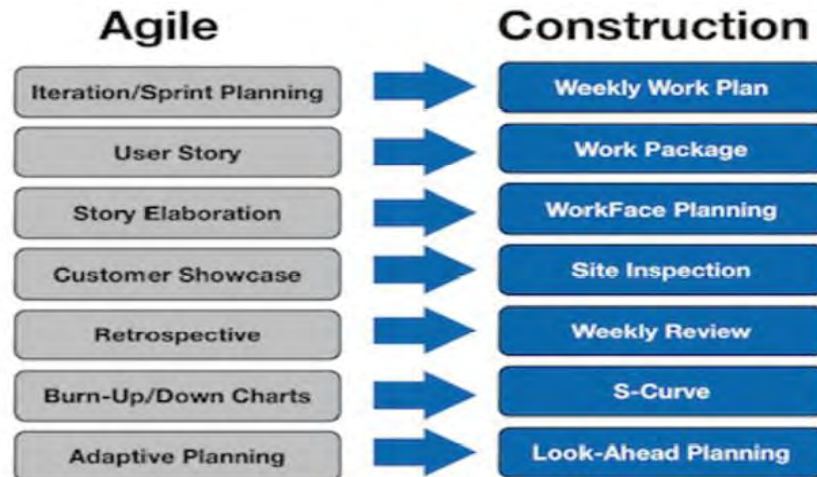 Agile Construction
Iteration/Sprint Planning Weekly Work Plan
User Story Work Package
Story Elaboration WorkFace Planning
Customer Showcase Site Inspection
Retrospective Weekly Review
Burn-Up/Down Charts S-Curve
Adaptive Planning Look-Ahead Planning